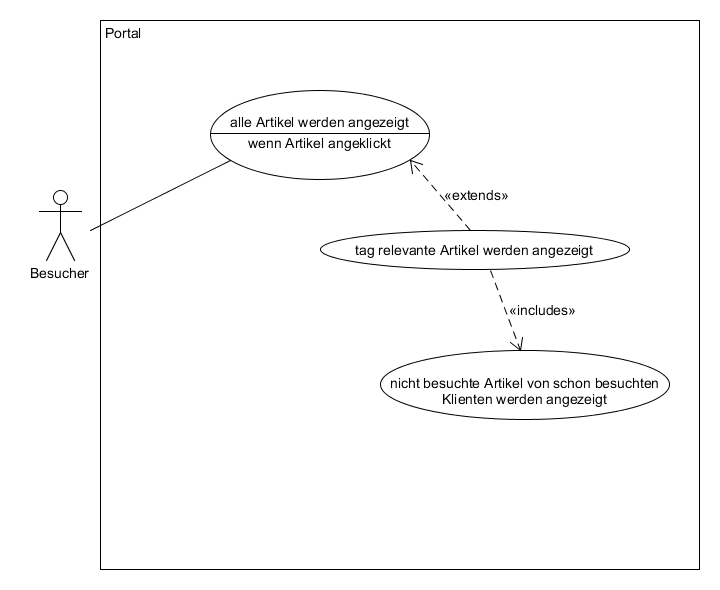 Portal
alle Artikel werden angezeigt
wenn Artikel angeklickt
«extends»
Besucher
tag relevante Artikel werden angezeigt
«includes»
nicht besuchte Artikel von schon besuchten
Klienten werden angezeigt